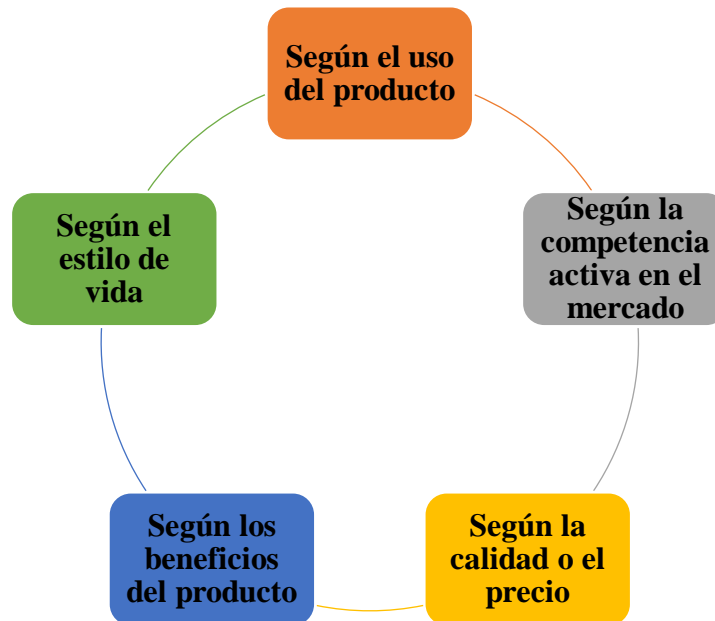 Según el uso
del producto
Según la
competencia
activa en el
mercado
Según la
calidad o el
precio
Según los
beneficios
del producto
Según el
estilo de
vida